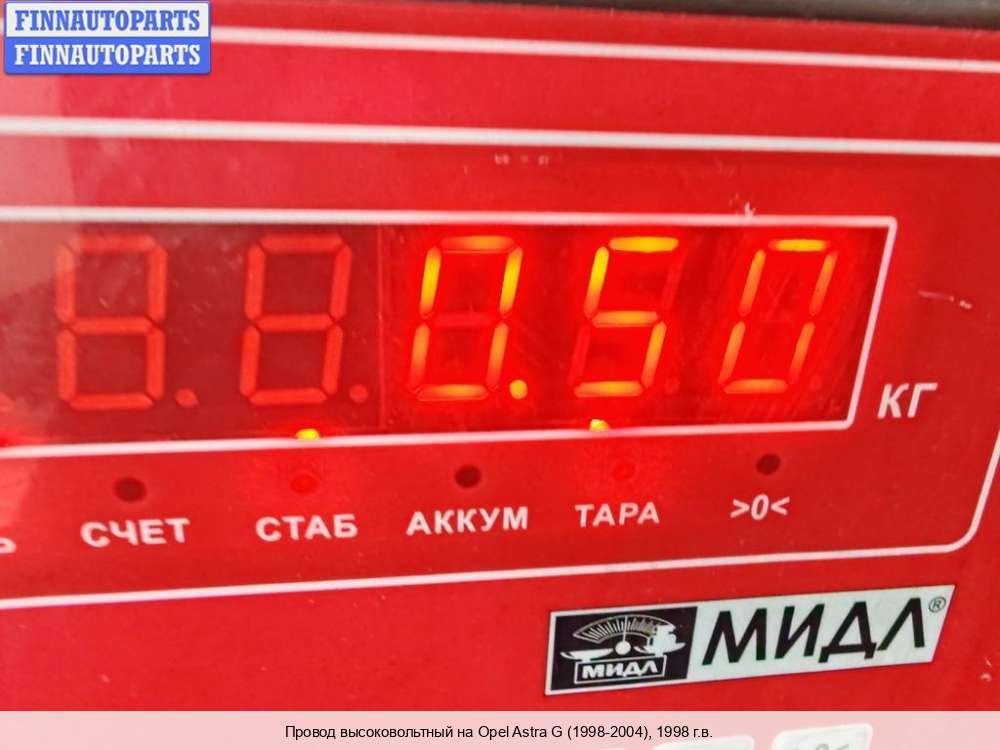 FINNAUTOPARTS
FINNAUTOPARTS
0.50
КГ
СЧЕТ СТАБ АККУМ ТАРА >0<
МИДЛ МИДЛ®
Провод высоковольтный на Opel Astra G (1998-2004), 1998 г.в.